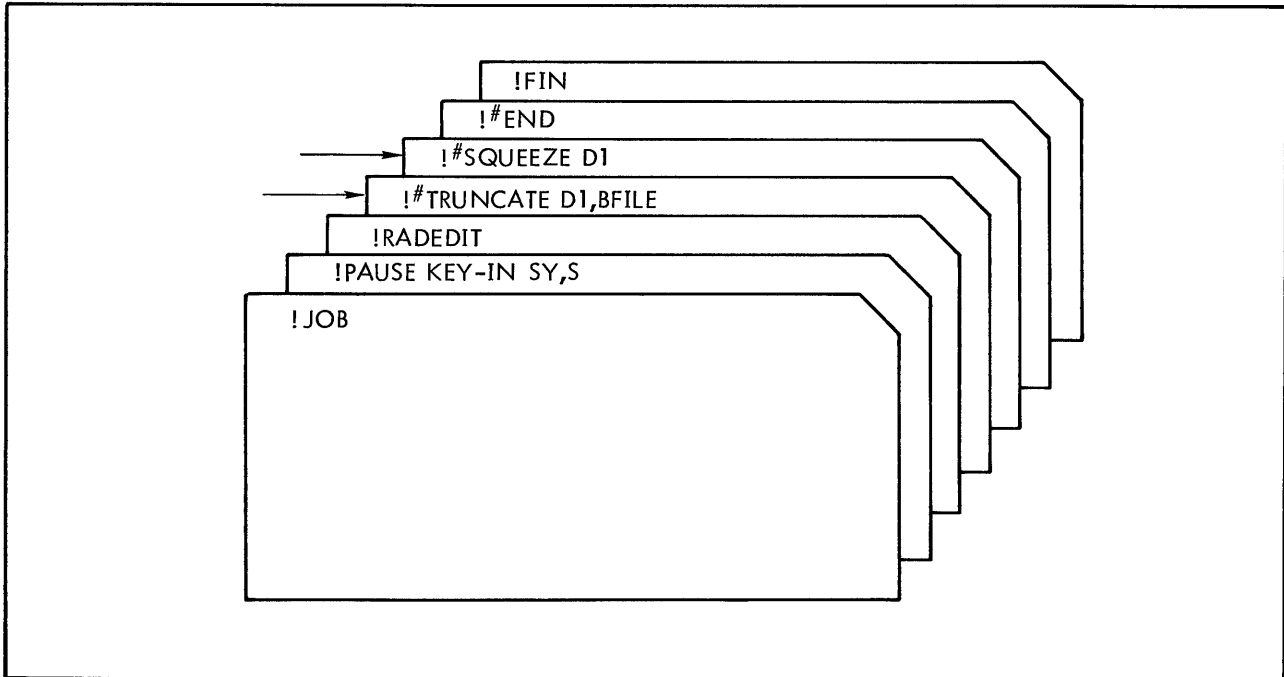 !FIN
!#END
!#SQUEEZE D1
!#TRUNCATE D1,BFILE
!RADEDIT
!PAUSE KEY-IN SY,S
!JOB